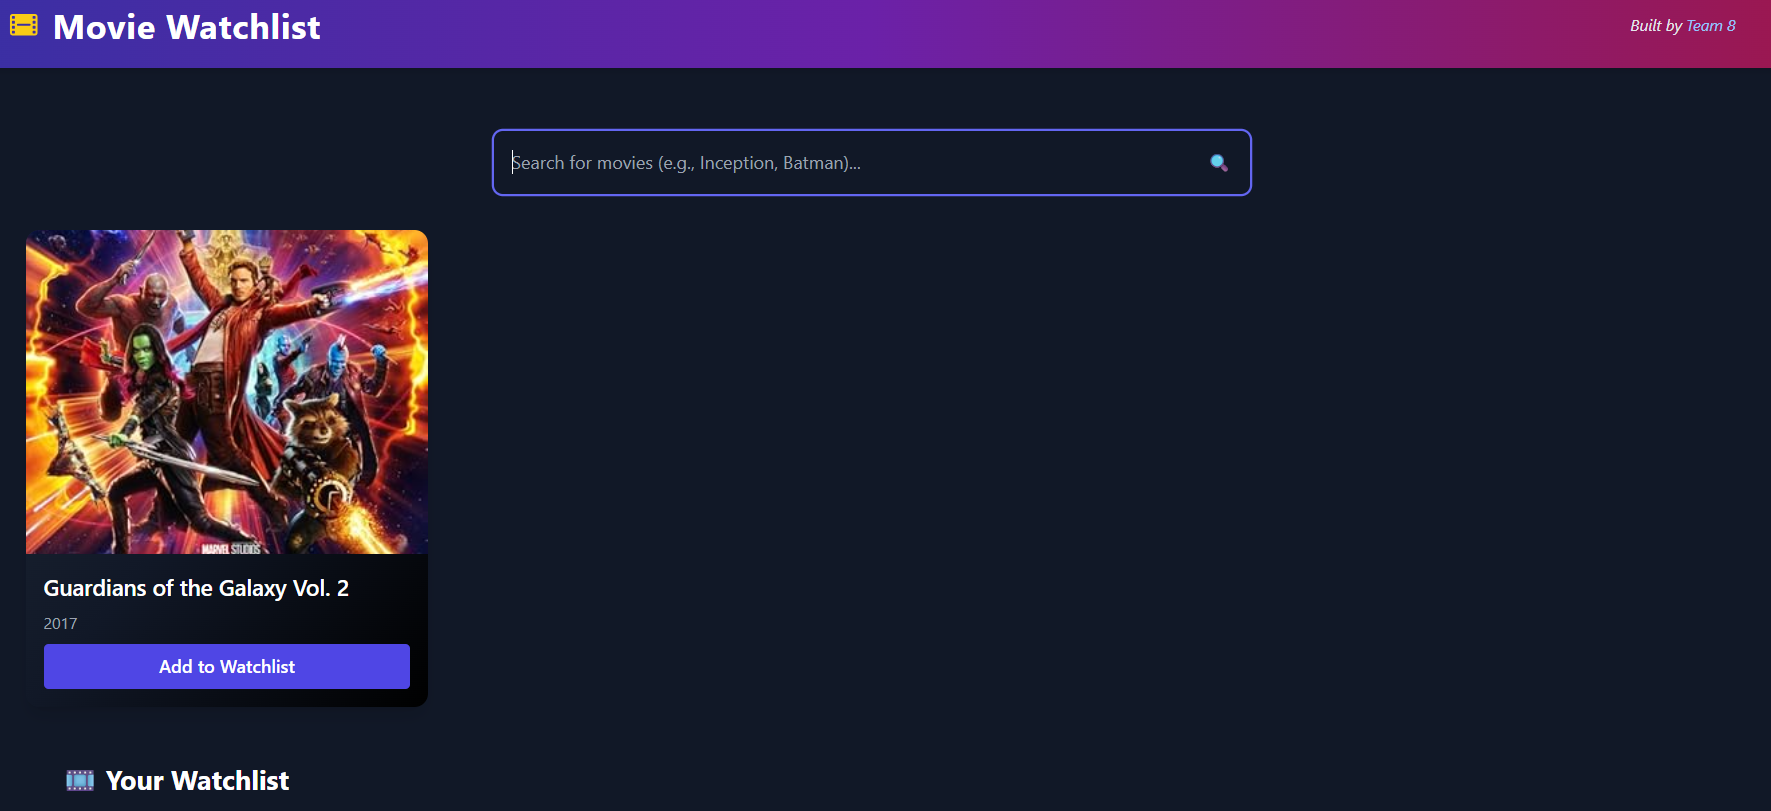 Movie Watchlist
Built by Team 8
Search for movies (e.g., Inception, Batman)...
MARVEL STUDIOS
Guardians of the Galaxy Vol. 2
2017
Add to Watchlist
Your Watchlist